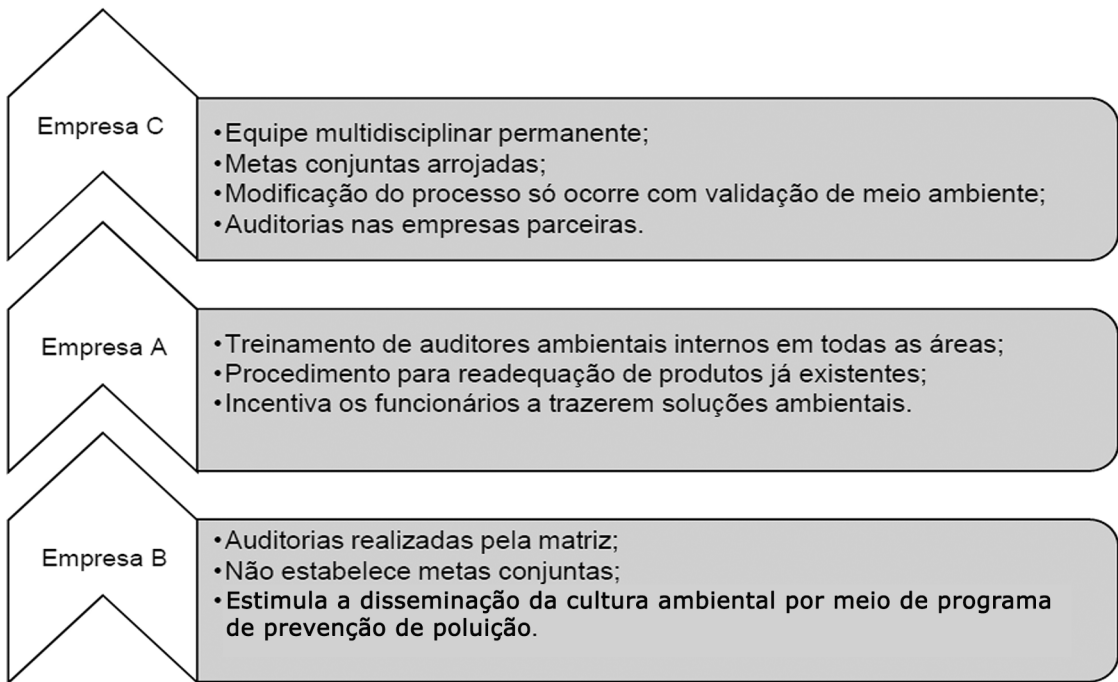 Empresa C
•Equipe multidisciplinar permanente;
•Metas conjuntas arrojadas;
•Modificação do processo só ocorre com validação de meio ambiente;
•Auditorias nas empresas parceiras.
Empresa A
•Treinamento de auditores ambientais internos em todas as áreas;
•Procedimento para readequação de produtos já existentes;
•Incentiva os funcionários a trazerem soluções ambientais.
Empresa B
•Auditorias realizadas pela matriz;
•Não estabelece metas conjuntas;
•Estimula a disseminação da cultura ambiental por meio de programa
de prevenção de poluição.